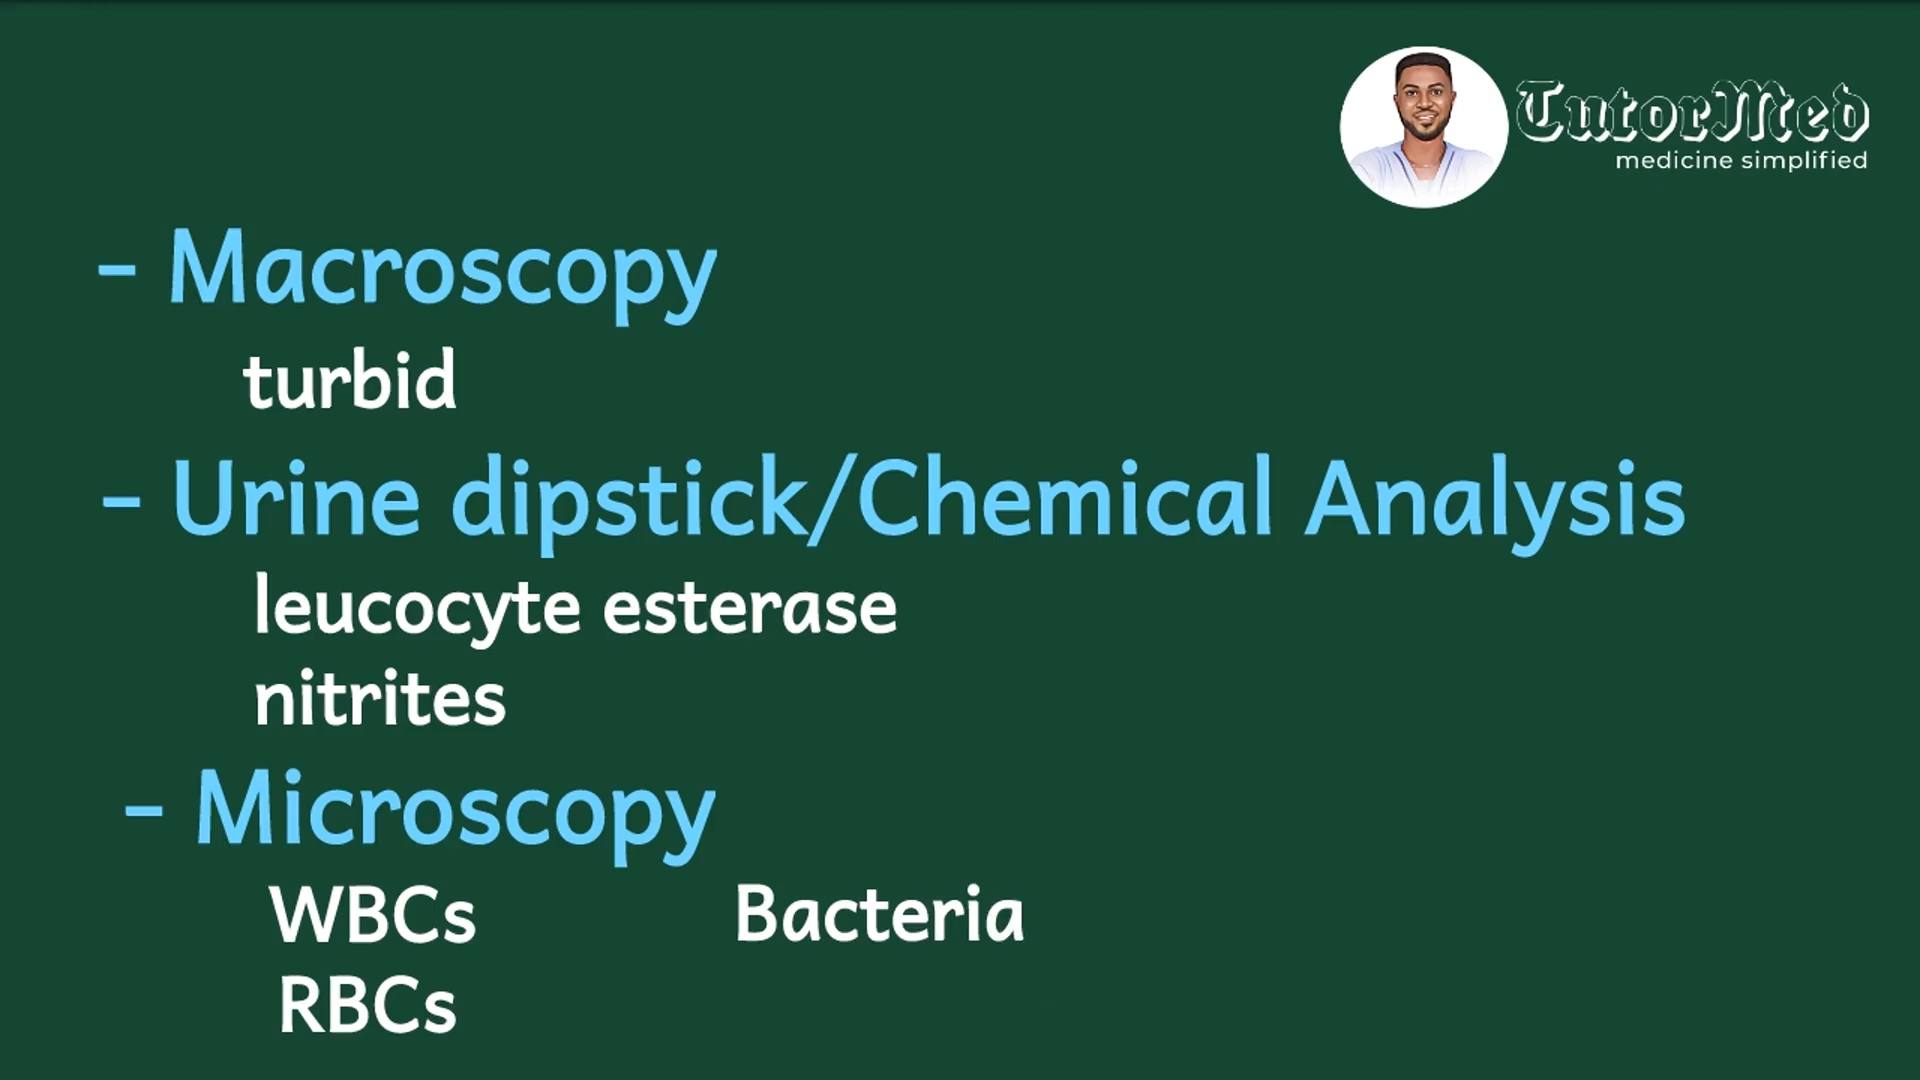 TutorMed
medicine simplified
- Macroscopy
turbid
- Urine dipstick/Chemical Analysis
leucocyte esterase
nitrites
- Microscopy
WBCs Bacteria
RBCs